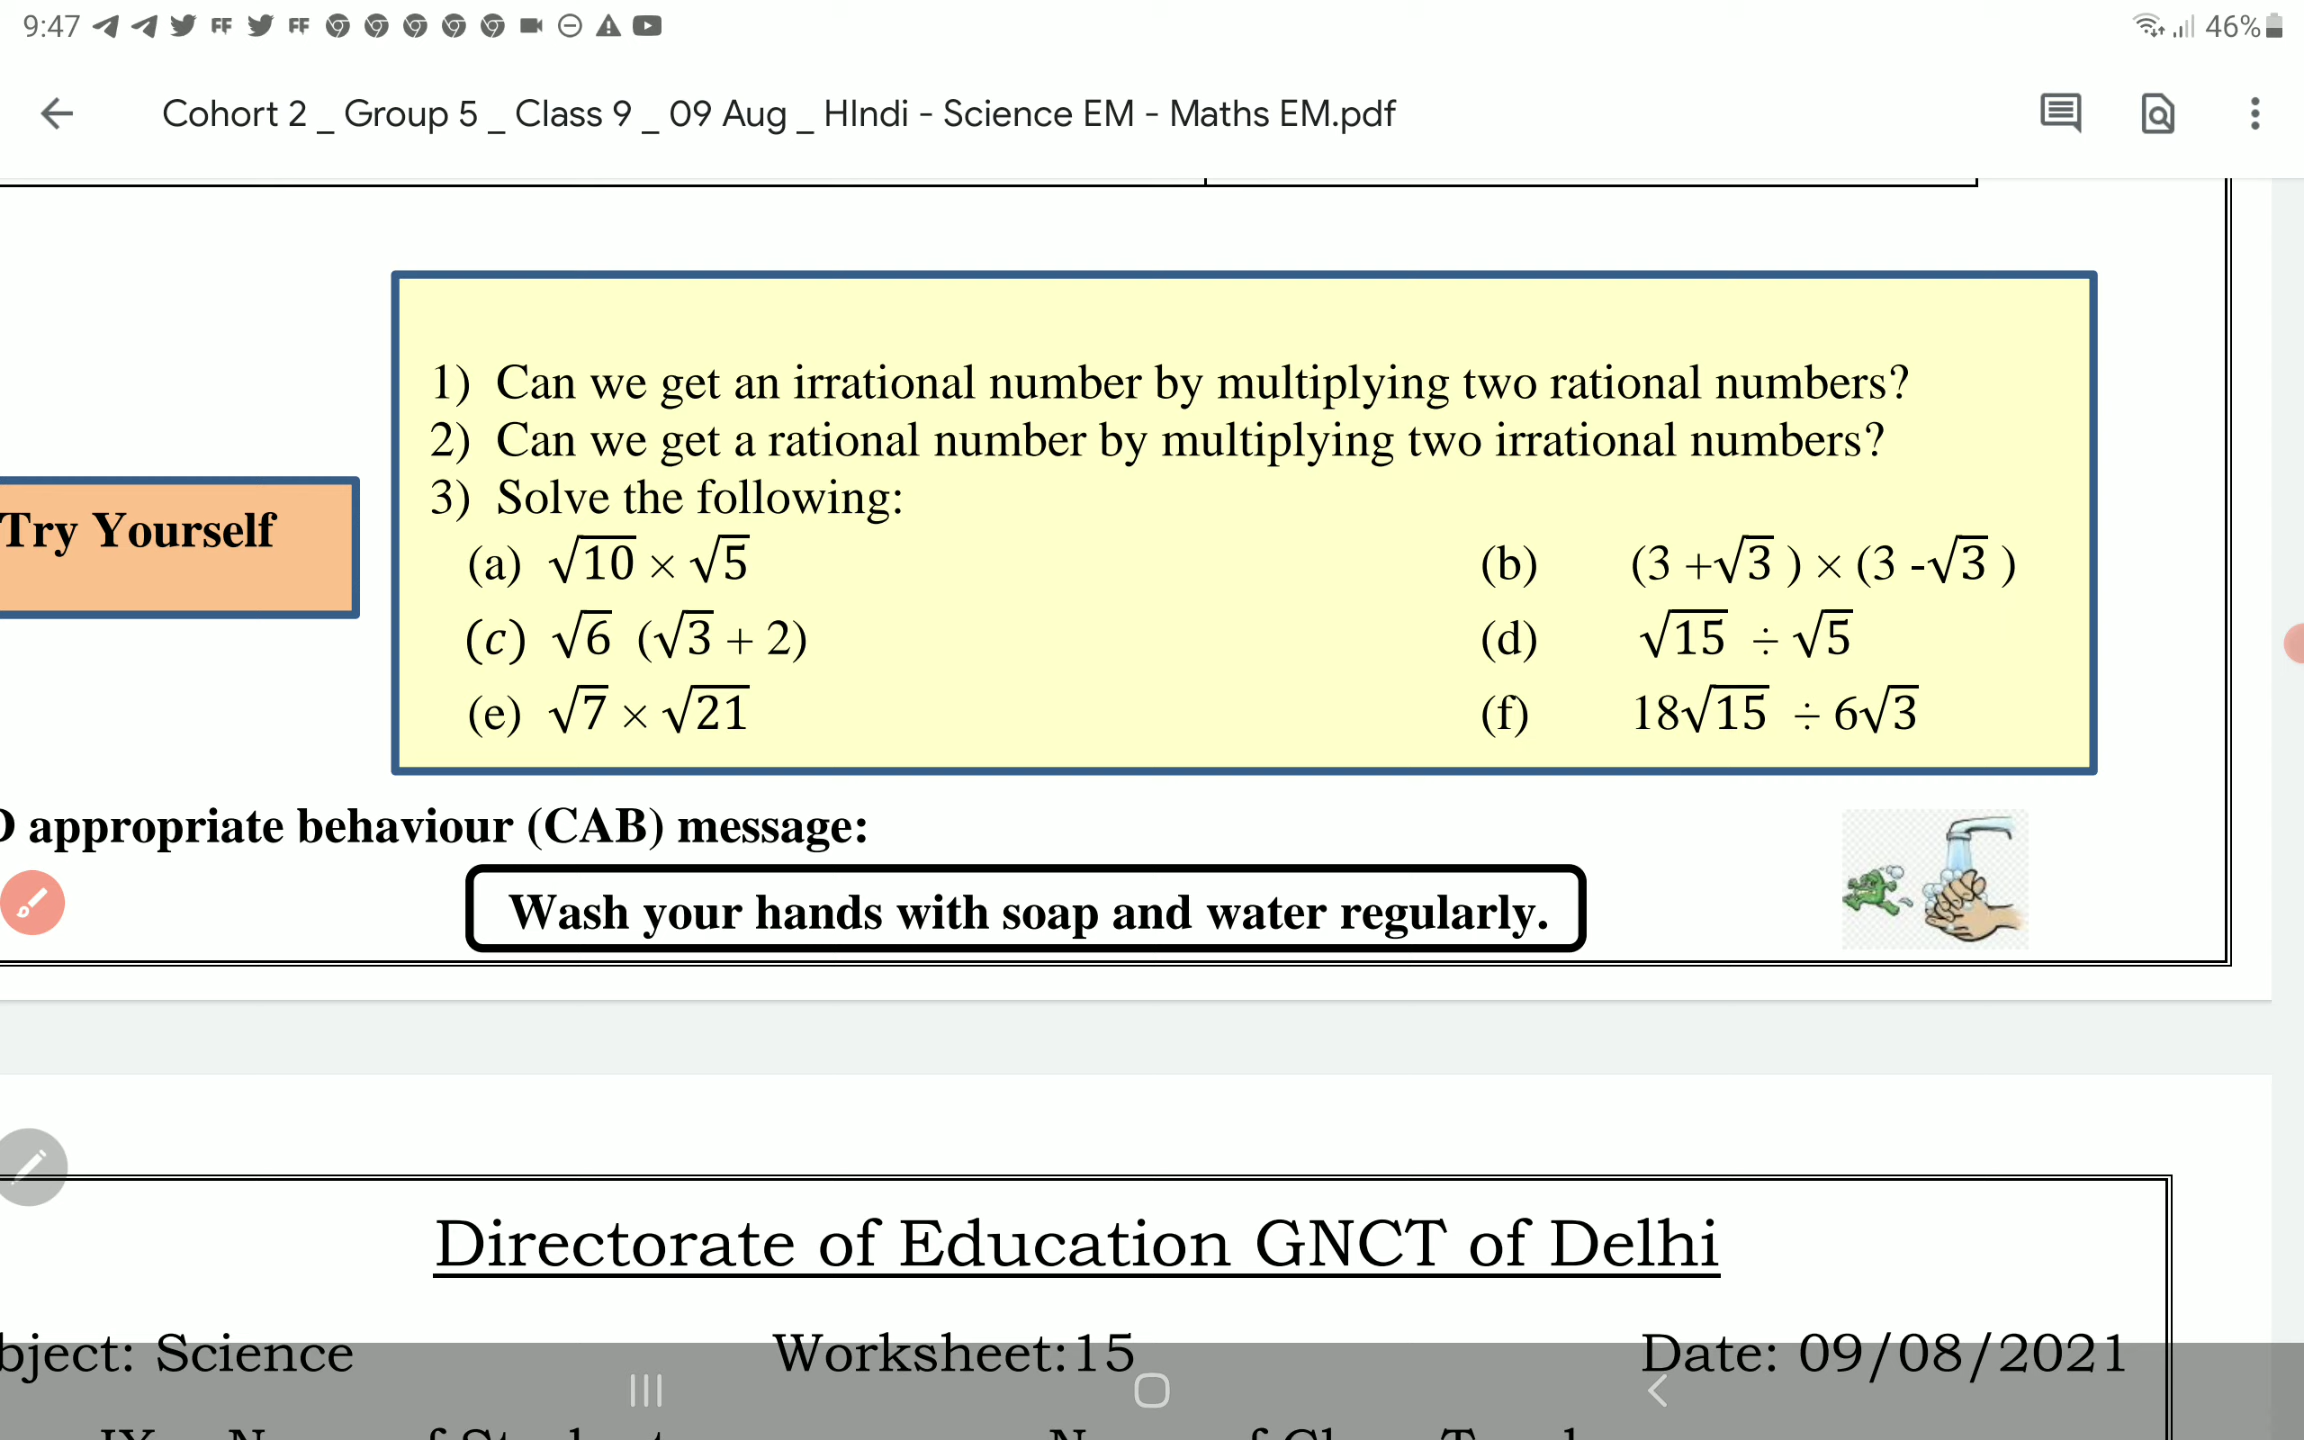 9:47 46%
Cohort 2 _ Group 5 _ Class 9 _ 09 Aug _ HIndi - Science EM - Maths EM.pdf
1) Can we get an irrational number by multiplying two rational numbers?
2) Can we get a rational number by multiplying two irrational numbers?
3) Solve the following:
Try Yourself
(a) √10 × √5 (b) (3 +√3 ) × (3 -√3 )
(c) √6 (√3 + 2) (d) √15 ÷ √5
(e) √7 × √21 (f) 18√15 ÷ 6√3
D appropriate behaviour (CAB) message:
Wash your hands with soap and water regularly.
Directorate of Education GNCT of Delhi
bject: Science Worksheet:15 Date: 09/08/2021